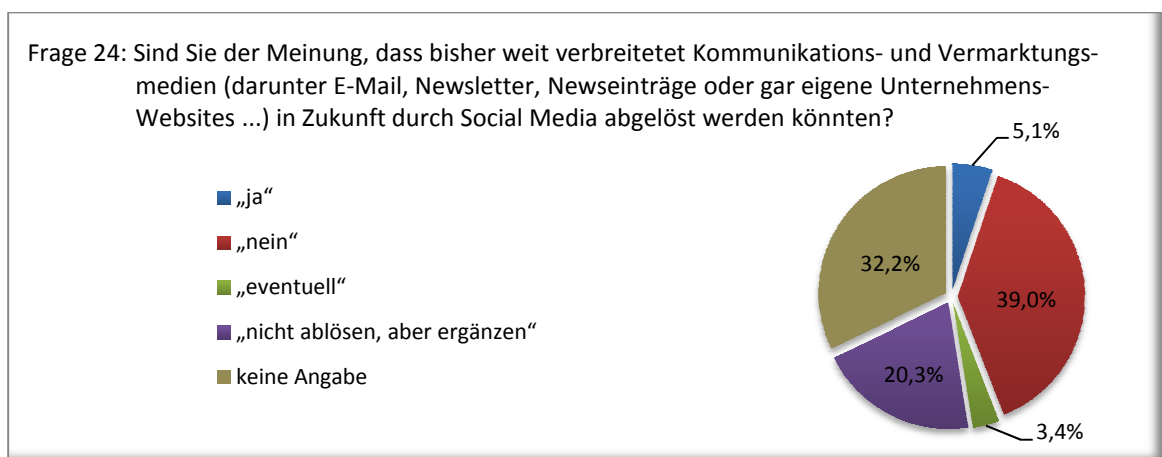 Frage 24: Sind Sie der Meinung, dass bisher weit verbreitetet Kommunikations- und Vermarktungs-
medien (darunter E-Mail, Newsletter, Newseinträge oder gar eigene Unternehmens-
Websites ...) in Zukunft durch Social Media abgelöst werden könnten?
5,1%
„ja“
„nein“
32,2%
39,0%
„eventuell“
„nicht ablösen, aber ergänzen“
20,3%
keine Angabe
3,4%